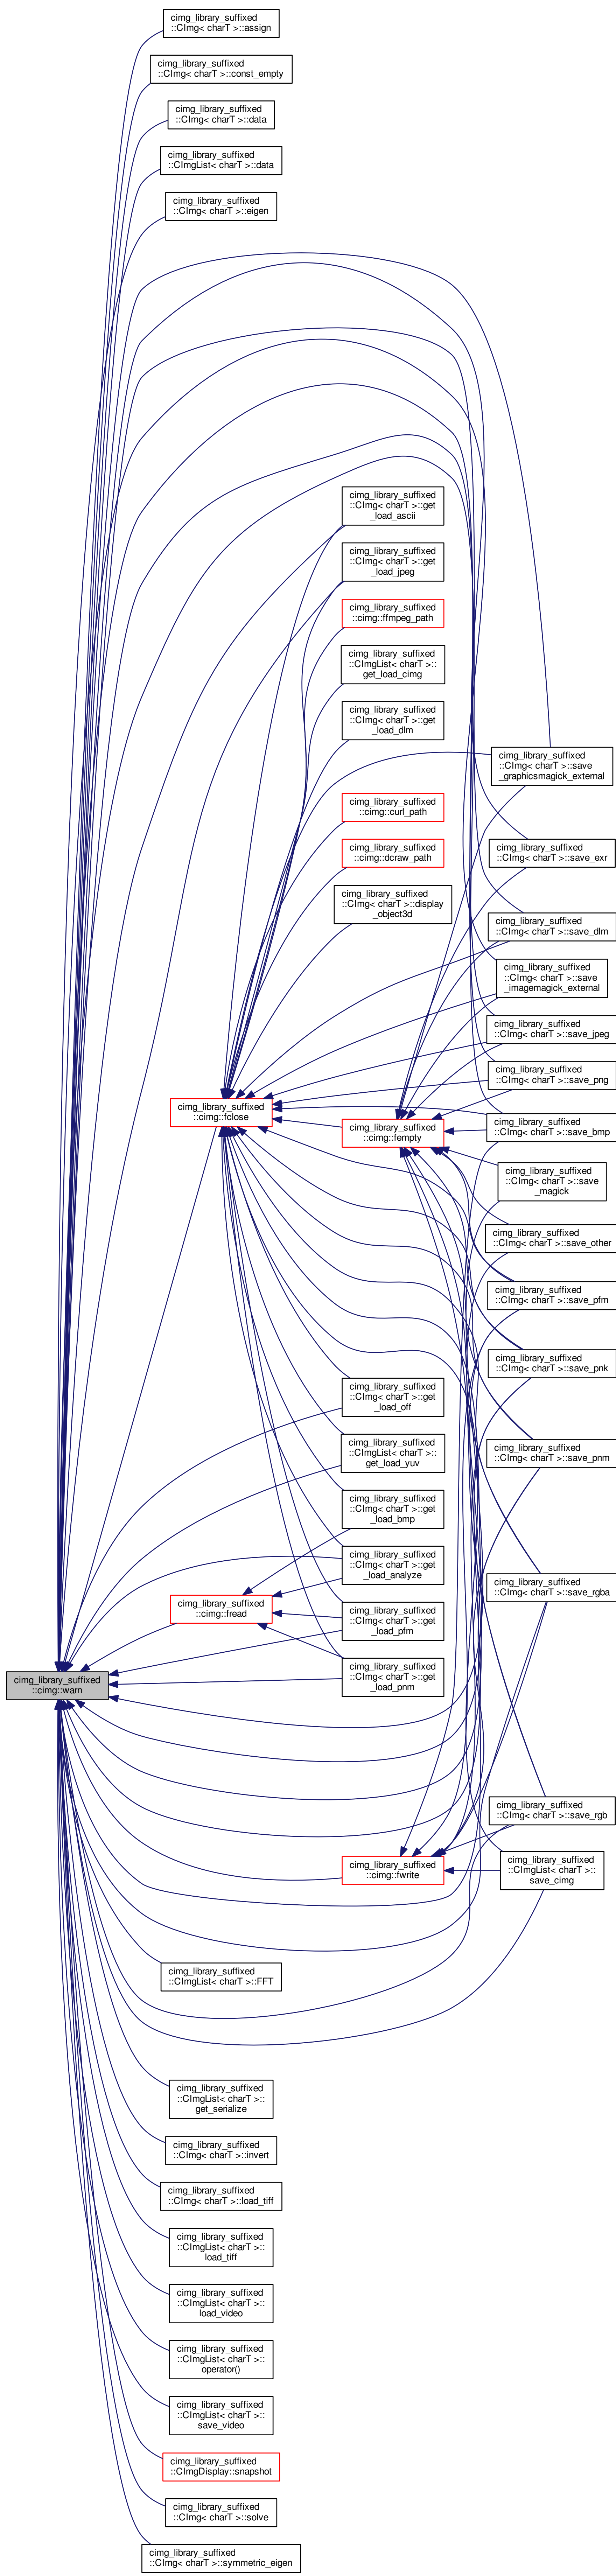 cimg_library_suffixed
::CImg< charT >::assign
cimg_library_suffixed
::CImg< charT >::const_empty
cimg_library_suffixed
::CImg< charT >::data
cimg_library_suffixed
::CImgList< charT >::data
cimg_library_suffixed
::CImg< charT >::eigen
cimg_library_suffixed
::CImg< charT >::get
_load_ascii
cimg_library_suffixed
::CImg< charT >::get
_load_jpeg
cimg_library_suffixed
::cimg::ffmpeg_path
cimg_library_suffixed
::CImgList< charT >::
get_load_cimg
cimg_library_suffixed
::CImg< charT >::get
_load_dlm
cimg_library_suffixed
::CImg< charT >::save
_graphicsmagick_external
cimg_library_suffixed
::cimg::curl_path
cimg_library_suffixed
::CImg< charT >::save_exr
cimg_library_suffixed
::cimg::dcraw_path
cimg_library_suffixed
::CImg< charT >::display
_object3d
cimg_library_suffixed
::CImg< charT >::save_dlm
cimg_library_suffixed
::CImg< charT >::save
_imagemagick_external
cimg_library_suffixed
::CImg< charT >::save_jpeg
cimg_library_suffixed
::CImg< charT >::save_png
cimg_library_suffixed
::cimg::fclose
cimg_library_suffixed
::cimg::fempty
cimg_library_suffixed
::CImg< charT >::save_bmp
cimg_library_suffixed
::CImg< charT >::save
_magick
cimg_library_suffixed
::CImg< charT >::save_other
cimg_library_suffixed
::CImg< charT >::save_pfm
cimg_library_suffixed
::CImg< charT >::save_pnk
cimg_library_suffixed
::CImg< charT >::get
_load_off
cimg_library_suffixed
::CImgList< charT >::
get_load_yuv
cimg_library_suffixed
::CImg< charT >::save_pnm
cimg_library_suffixed
::CImg< charT >::get
_load_bmp
cimg_library_suffixed
::CImg< charT >::get
_load_analyze
cimg_library_suffixed
::CImg< charT >::save_rgba
cimg_library_suffixed
::cimg::fread
cimg_library_suffixed
::CImg< charT >::get
_load_pfm
cimg_library_suffixed
::CImg< charT >::get
_load_pnm
cimg_library_suffixed
::cimg::warn
cimg_library_suffixed
::CImg< charT >::save_rgb
cimg_library_suffixed
::cimg::fwrite
cimg_library_suffixed
::CImgList< charT >::
save_cimg
cimg_library_suffixed
::CImgList< charT >::FFT
cimg_library_suffixed
::CImgList< charT >::
get_serialize
cimg_library_suffixed
::CImg< charT >::invert
cimg_library_suffixed
::CImg< charT >::load_tiff
cimg_library_suffixed
::CImgList< charT >::
load_tiff
cimg_library_suffixed
::CImgList< charT >::
load_video
cimg_library_suffixed
::CImgList< charT >::
operator()
cimg_library_suffixed
::CImgList< charT >::
save_video
cimg_library_suffixed
::CImgDisplay::snapshot
cimg_library_suffixed
::CImg< charT >::solve
cimg_library_suffixed
::CImg< charT >::symmetric_eigen